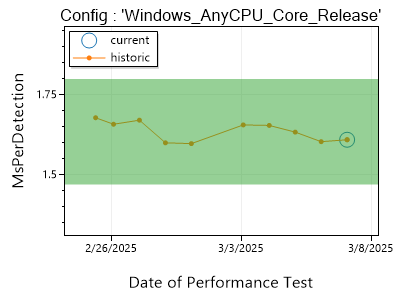 Config : 'Windows_AnyCPU_Core_Release'
current
historic
MsPerDetection
1.75
1.5
2/26/2025
3/3/2025
3/8/2025
Date of Performance Test